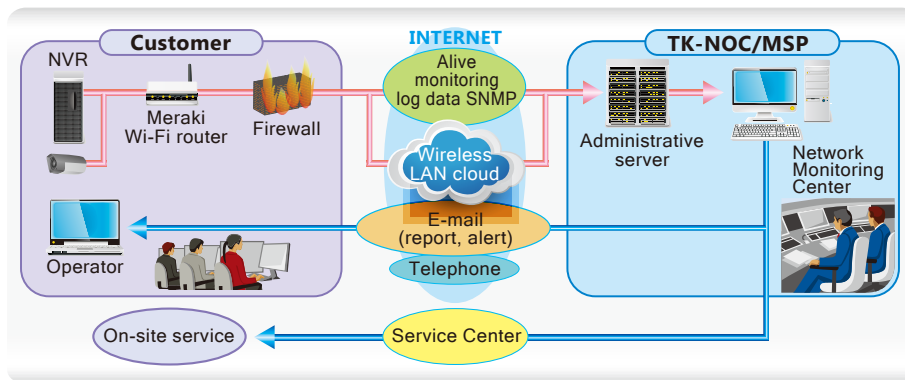 Customer
INTERNET
TK-NOC/MSP
NVR
Meraki
Wi-Fi router
Firewall
Alive
monitoring
log data SNMP
Wireless
LAN cloud
Administrative
server
Network
Monitoring
Center
Operator
E-mail
(report, alert)
Telephone
On-site service
Service Center